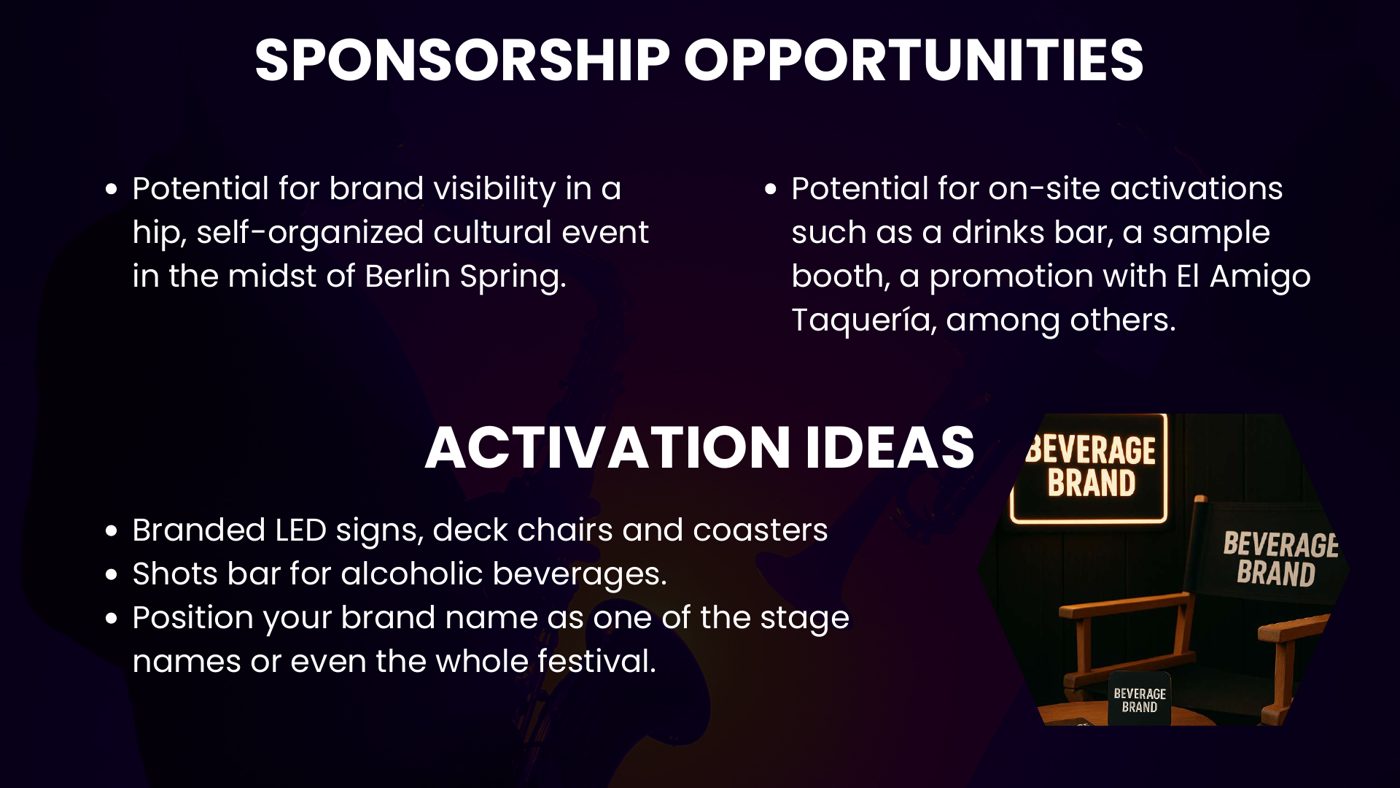 SPONSORSHIP OPPORTUNITIES
• Potential for brand visibility in a
hip, self-organized cultural event
in the midst of Berlin Spring.
• Potential for on-site activations
such as a drinks bar, a sample
booth, a promotion with El Amigo
Taquería, among others.
ACTIVATION IDEAS
• Branded LED signs, deck chairs and coasters
• Shots bar for alcoholic beverages.
• Position your brand name as one of the stage
names or even the whole festival.
BEVERAGE
BRAND
BEVERAGE
BRAND
BEVERAGE
BRAND